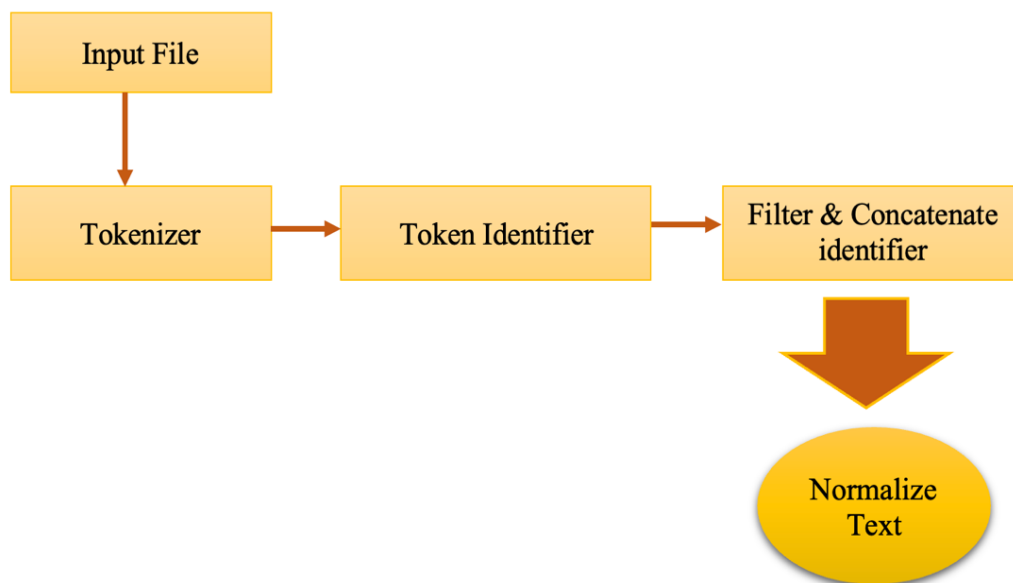 Input File
Tokenizer
Token Identifier
Filter & Concatenate
identifier
Normalize
Text